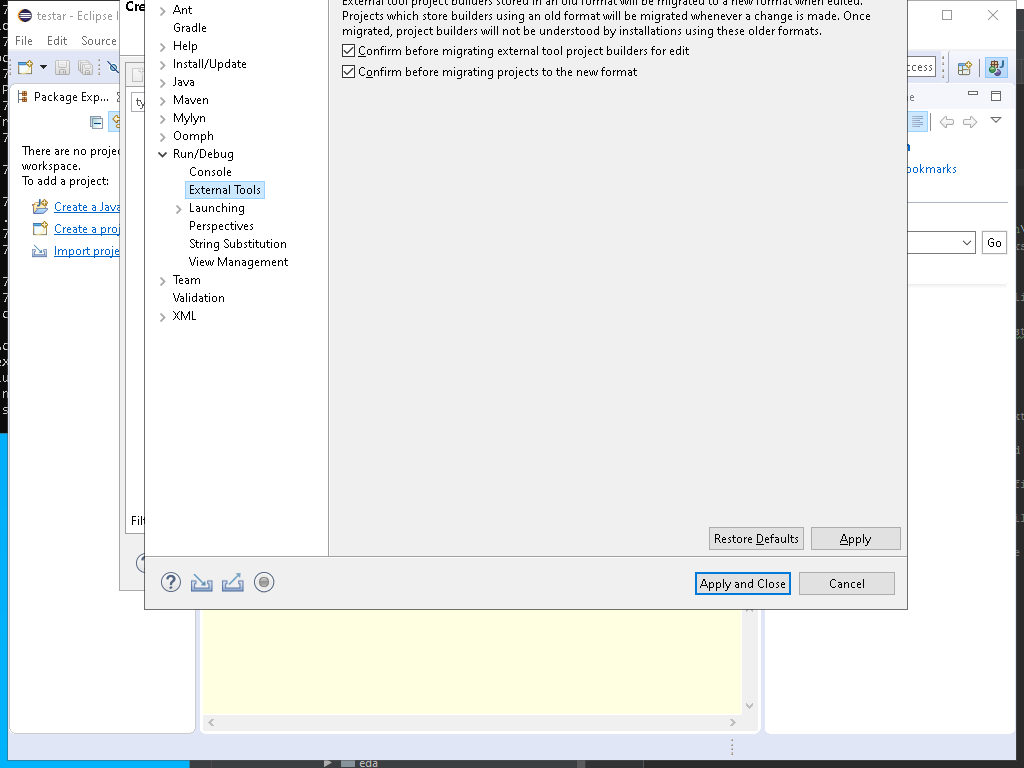 testar - Eclipse I
Cre
File Edit Source
Package Exp...
ty
There are no proje
workspace.
To add a project:
Create a Java
Create a proj
Import proje
Filt
Ant
Gradle
Help
Install/Update
Java
Maven
Mylyn
Oomph
Run/Debug
Console
External Tools
Launching
Perspectives
String Substitution
View Management
Team
Validation
XML
External tool project builders stored in an old format will be migrated to a new format when edited.
Projects which store builders using an old format will be migrated whenever a change is made. Once
migrated, project builders will not be understood by installations using these older formats.
Confirm before migrating external tool project builders for edit
Confirm before migrating projects to the new format
Restore Defaults Apply
Apply and Close Cancel
ccess
ookmarks
Go
eda